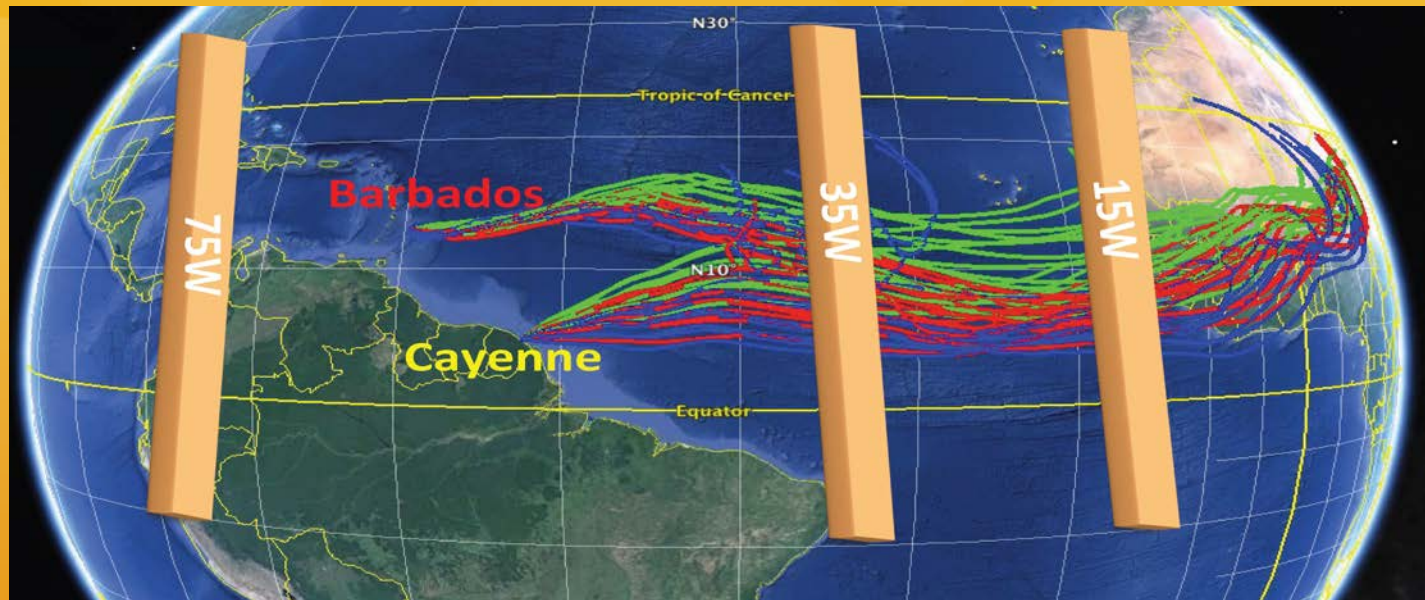 N30°
Tropic of Cancer
Barbados
75W
35W
15W
N10°
Cayenne
Equator